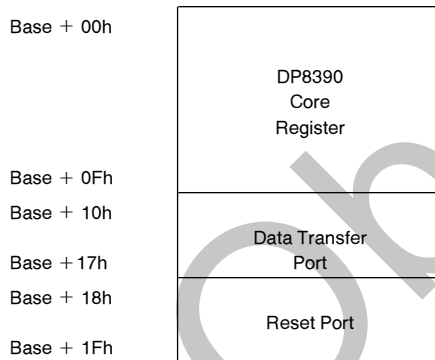 Base + 00h
DP8390
Core
Register
Base + 0Fh
Base + 10h
Data Transfer
Port
Base +17h
Base + 18h
Reset Port
Base + 1Fh
Ob